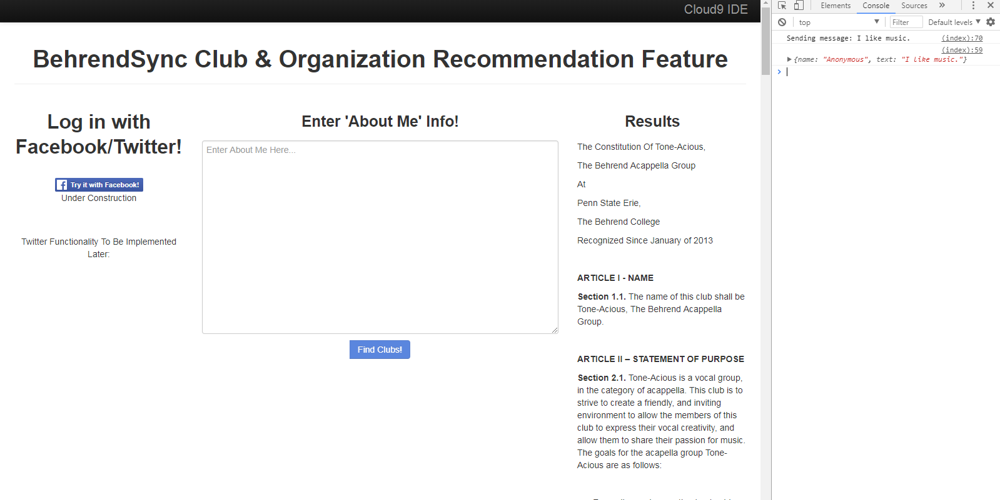 Cloud9 IDE
BehrendSync Club & Organization Recommendation Feature
Log in with
Facebook/Twitter!
Try it with Facebook!
Under Construction
Twitter Functionality To Be Implemented
Later:
Enter 'About Me' Info!
Enter About Me Here...
Find Clubs!
Results
The Constitution Of Tone-Acious,
The Behrend Acappella Group
At
Penn State Erie,
The Behrend College
Recognized Since January of 2013
ARTICLE I - NAME
Section 1.1. The name of this club shall be
Tone-Acious, The Behrend Acappella
Group.
ARTICLE II – STATEMENT OF PURPOSE
Section 2.1. Tone-Acious is a vocal group,
in the category of acappella. This club is to
strive to create a friendly, and inviting
environment to allow the members of this
club to express their vocal creativity, and
allow them to share their passion for music.
The goals for the acapella group Tone-
Acious are as follows:
Elements Console Sources
top Filter Default levels
Sending message: I like music. (index):70
(index):59
{name: "Anonymous", text: "I like music."}